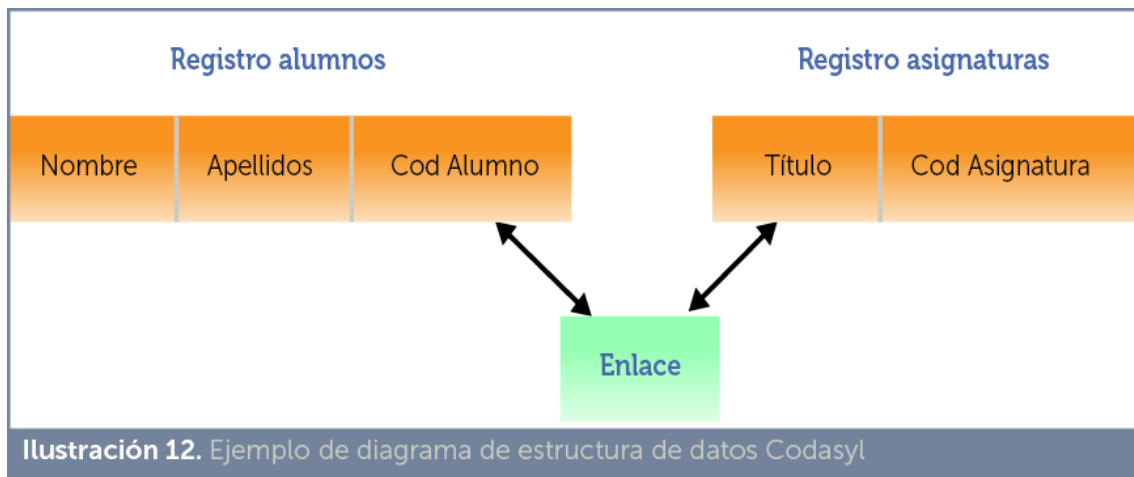 Registro alumnos
Registro asignaturas
Nombre
Apellidos
Cod Alumno
Título
Cod Asignatura
Enlace
Ilustración 12. Ejemplo de diagrama de estructura de datos Codasyl